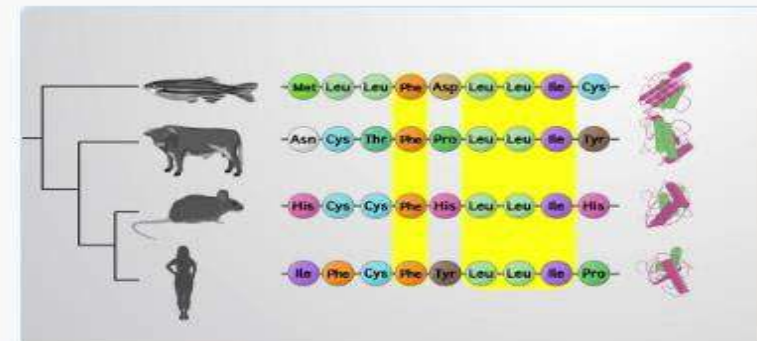 Met Leu Leu Phe Asp Leu Leu Ile Cys
Asn Cys Thr Phe Pro Leu Leu Ile Tyr
His Cys Cys Phe His Leu Leu Ile His
Ile Phe Cys Phe Tyr Leu Leu Ile Pro